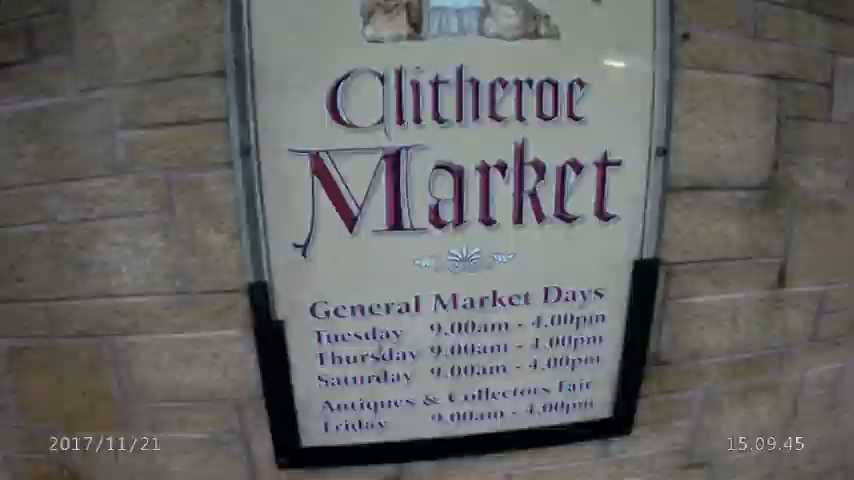 Clitheroe
Market
General Market Days
Tuesday 9.00am - 4.00pm
Thursday 9.00am - 4.00pm
Saturday 9.00am - 4.00pm
Antiques & Collectors Fair
Friday 9.00am - 4.00pm
2017/11/21 15.09.45